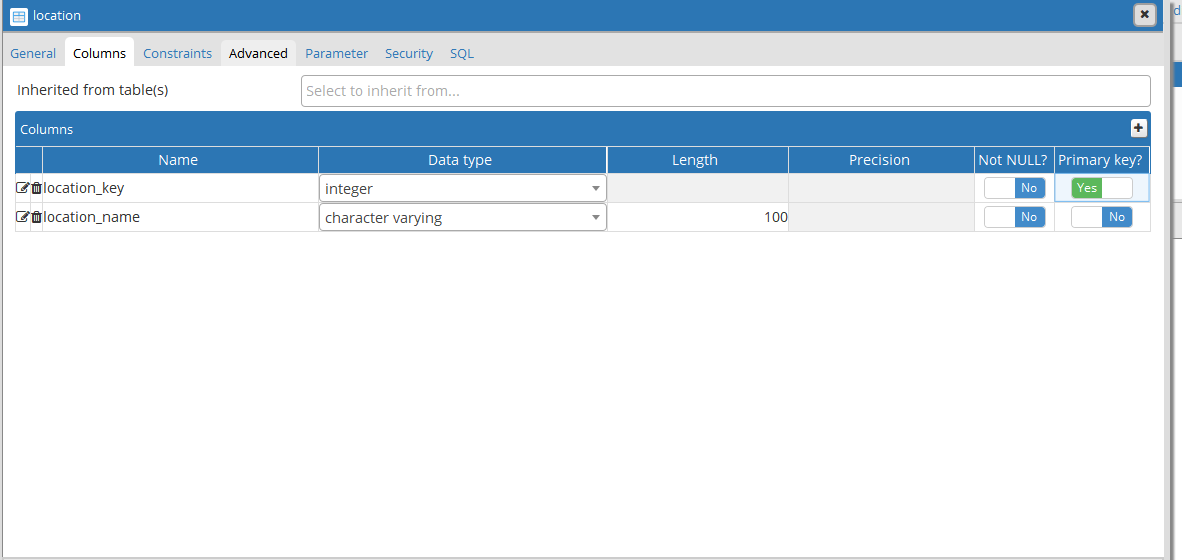 location
General Columns Constraints Advanced Parameter Security SQL
Inherited from table(s) Select to inherit from...
Columns
Name Data type Length Precision Not NULL? Primary key?
location_key integer No Yes
location_name character varying 100 No No